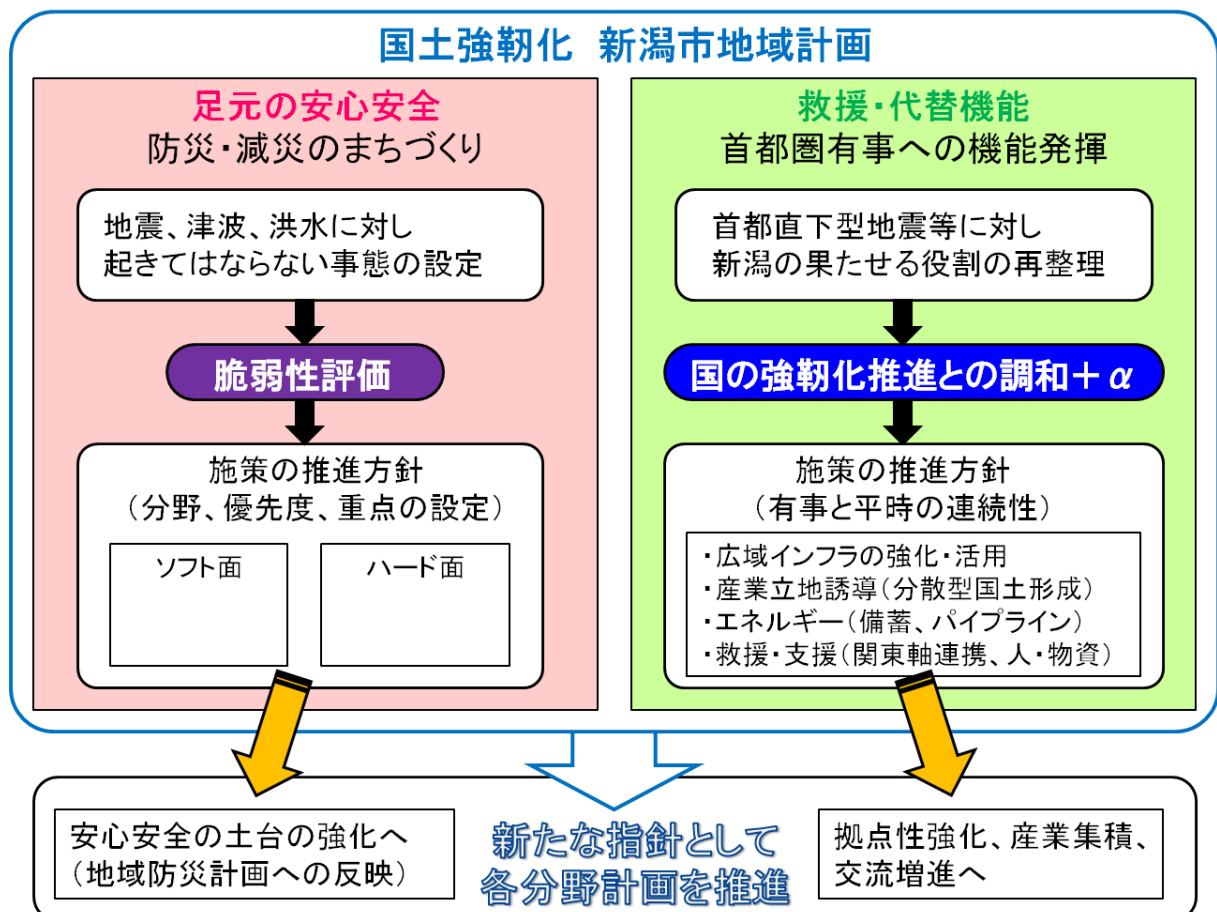 国土強靭化 新潟市地域計画
足元の安心安全
防災・減災のまちづくり
地震、津波、洪水に対し
起きてはならない事態の設定
脆弱性評価
施策の推進方針
(分野、優先度、重点の設定)
ソフト面
ハード面
救援・代替機能
首都圏有事への機能発揮
首都直下型地震等に対し
新潟の果たせる役割の再整理
国の強靭化推進との調和+α
施策の推進方針
(有事と平時の連続性)
・広域インフラの強化・活用
・産業立地誘導(分散型国土形成)
・エネルギー(備蓄、パイプライン)
・救援・支援(関東軸連携、人・物資)
安心安全の土台の強化へ
(地域防災計画への反映)
新たな指針として
各分野計画を推進
拠点性強化、産業集積、
交流増進へ